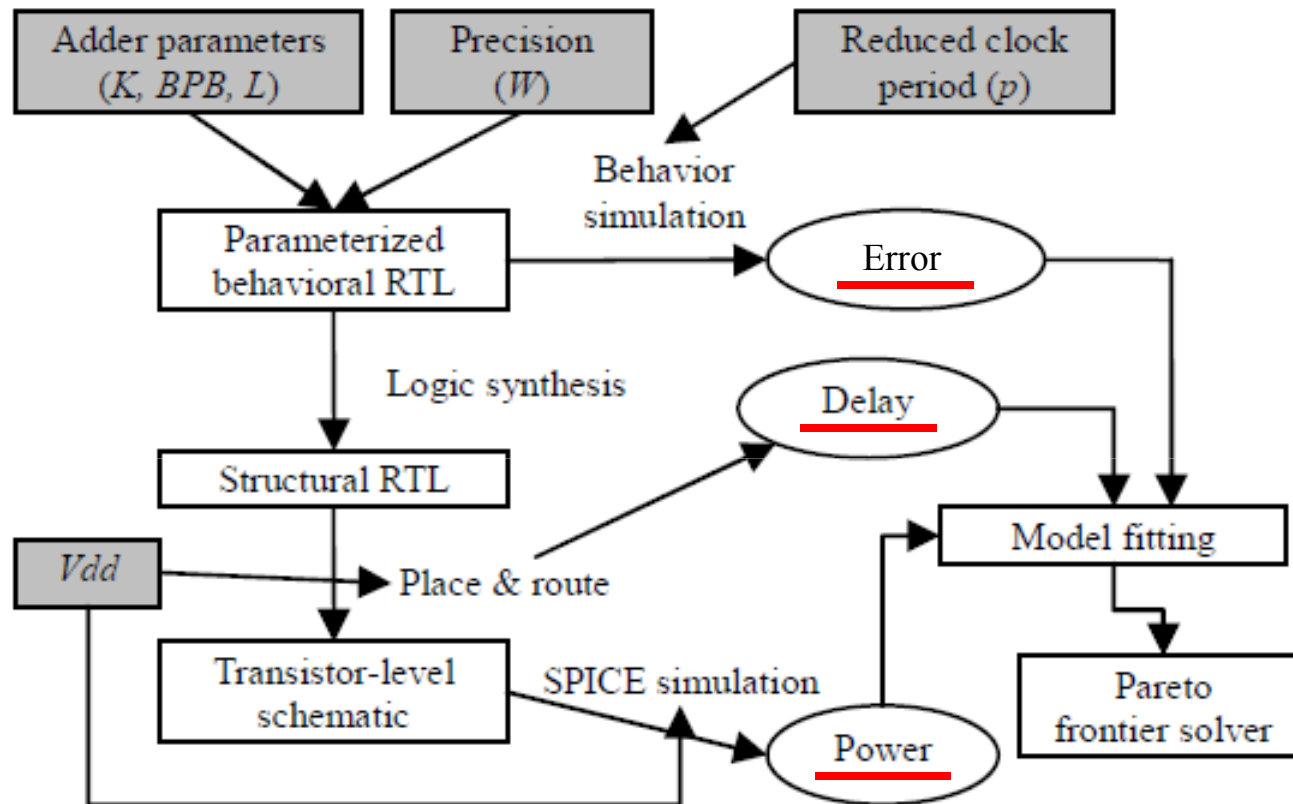 Adder parameters
(K, BPB, L)
Precision
(W)
Reduced clock
period (p)
Behavior
simulation
Parameterized
behavioral RTL
Error
Logic synthesis
Delay
Structural RTL
Model fitting
Vdd
Place & route
Transistor-level
schematic
SPICE simulation
Pareto
frontier solver
Power